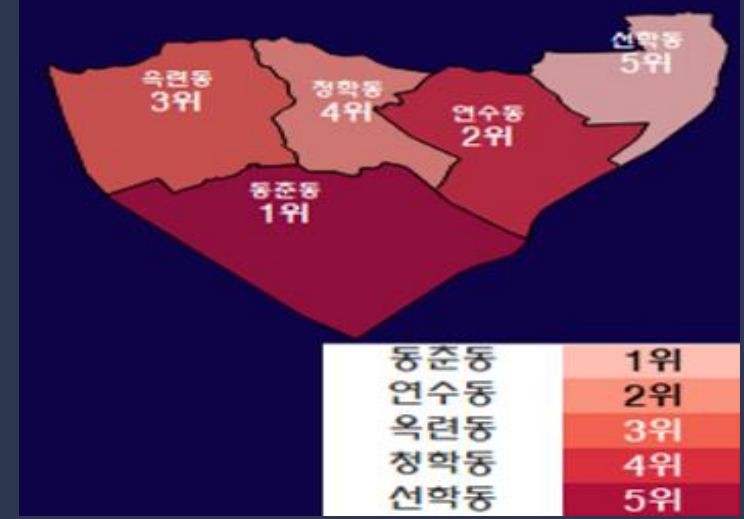 선학동
5위
옥련동
3위
청학동
4위
연수동
2위
동춘동
1위
동춘동 1위
연수동 2위
옥련동 3위
청학동 4위
선학동 5위